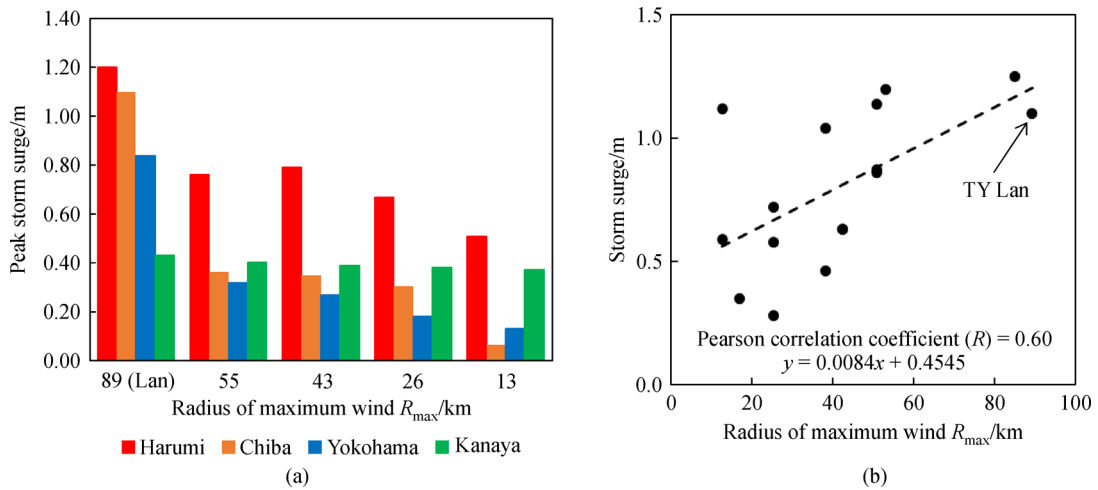 Peak storm surge/m
1.40
1.20
1.00
0.80
0.60
0.40
0.20
0.00
89 (Lan) 55 43 26 13
Radius of maximum wind Rmax/km
Harumi Chiba Yokohama Kanaya
(a)
Storm surge/m
1.5
1.0
0.5
0.0
TY Lan
Pearson correlation coefficient (R) = 0.60
y = 0.0084x + 0.4545
0 20 40 60 80 100
Radius of maximum wind Rmax/km
(b)